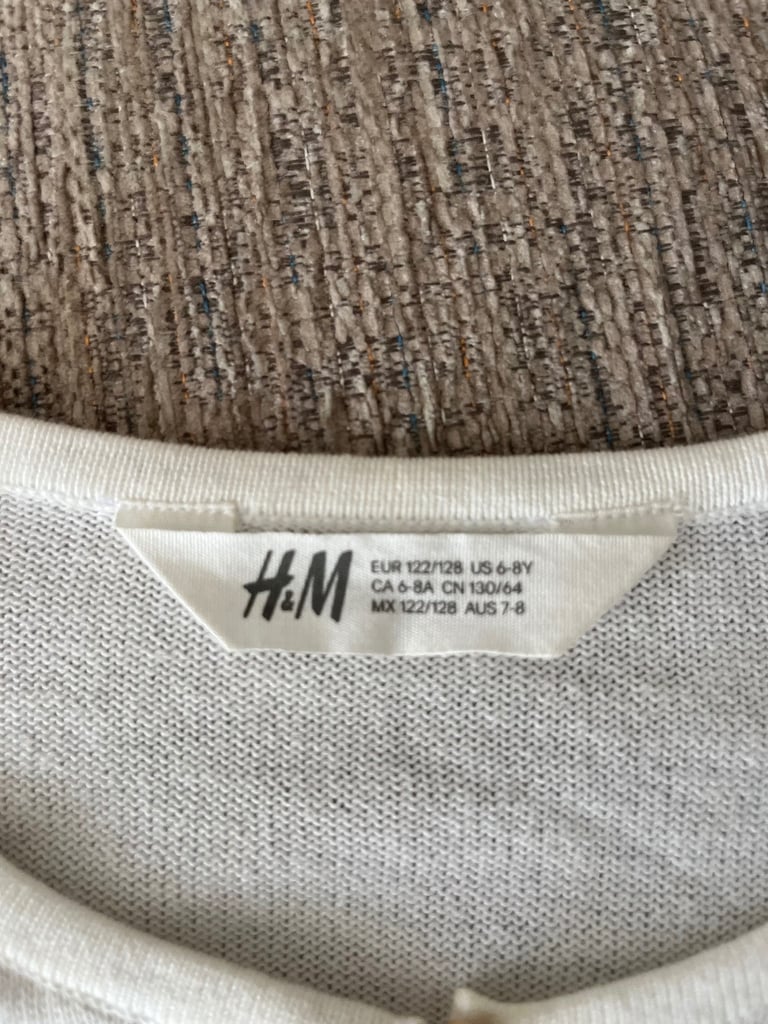 H&M
EUR 122/128 US 6-8Y
CA 6-8A CN 130/64
MX 122/128 AUS 7-8